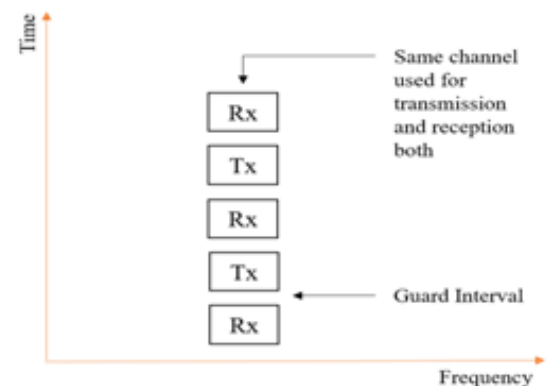 Time
Same channel
used for
transmission
and reception
both
Rx
Tx
Rx
Tx
Guard Interval
Rx
Frequency